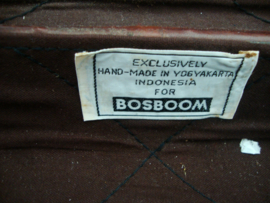 EXCLUSIVELY
HAND-MADE IN YOGYAKARTA
INDONESIA
FOR
BOSBOOM